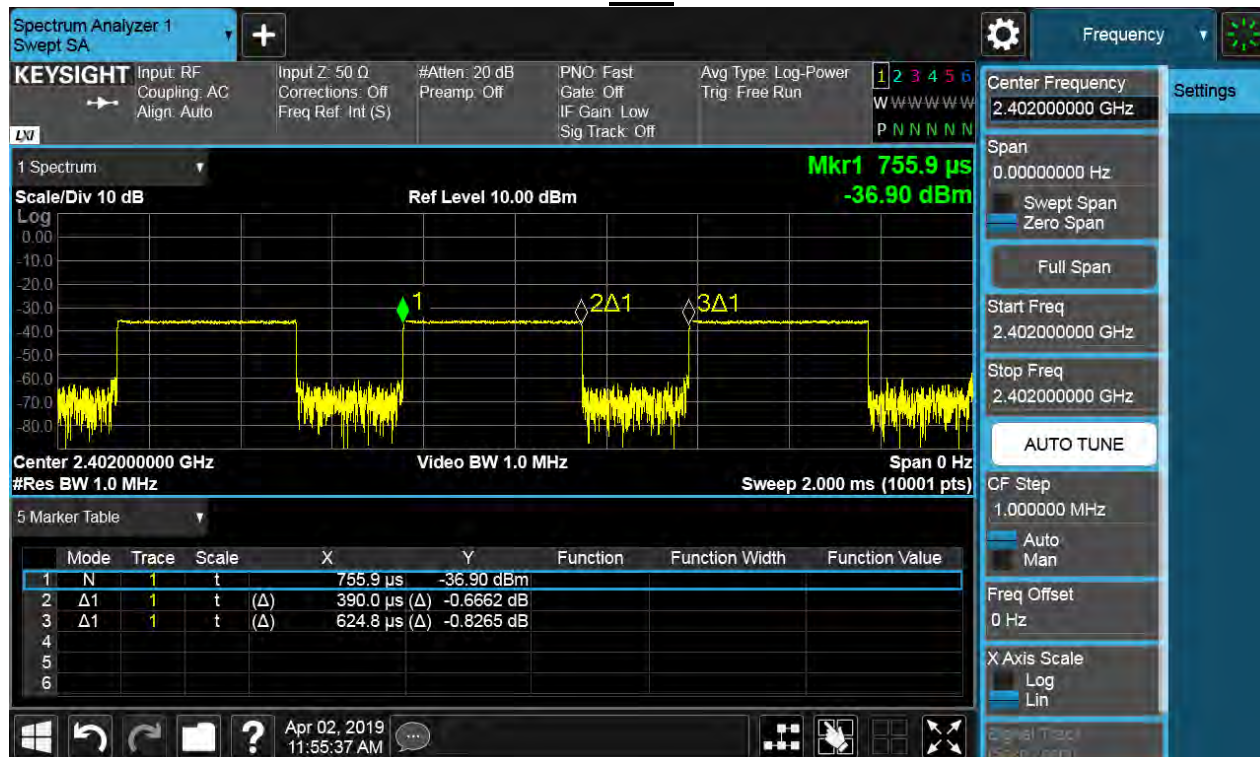 Spectrum Analyzer 1
Swept SA
+
Frequency
KEYSIGHT Input: RF
Coupling: AC
Align: Auto
LXI
Input Z: 50 Ω
Corrections: Off
Freq Ref: Int (S)
#Atten: 20 dB
Preamp: Off
PNO: Fast
Gate: Off
IF Gain: Low
Sig Track: Off
Avg Type: Log-Power
Trig: Free Run
1 2 3 4 5 6
W W W W W W
P N N N N N
Center Frequency
2.402000000 GHz
Settings
Span
0.00000000 Hz
Swept Span
Zero Span
Full Span
Start Freq
2.402000000 GHz
Stop Freq
2.402000000 GHz
AUTO TUNE
CF Step
1.000000 MHz
Auto
Man
Freq Offset
0 Hz
X Axis Scale
Log
Lin
1 Spectrum
Mkr1 755.9 µs
-36.90 dBm
Scale/Div 10 dB
Ref Level 10.00 dBm
Log
0.00
-10.0
-20.0
-30.0
-40.0
-50.0
-60.0
-70.0
-80.0
1
2Δ1
3Δ1
Center 2.402000000 GHz
Video BW 1.0 MHz
Span 0 Hz
#Res BW 1.0 MHz
Sweep 2.000 ms (10001 pts)
5 Marker Table
Mode Trace Scale X Y Function Function Width Function Value
1 N 1 t 755.9 µs -36.90 dBm
2 Δ1 1 t (Δ) 390.0 µs (Δ) -0.6662 dB
3 Δ1 1 t (Δ) 624.8 µs (Δ) -0.8265 dB
4
5
6
?
Apr 02, 2019
11:55:37 AM